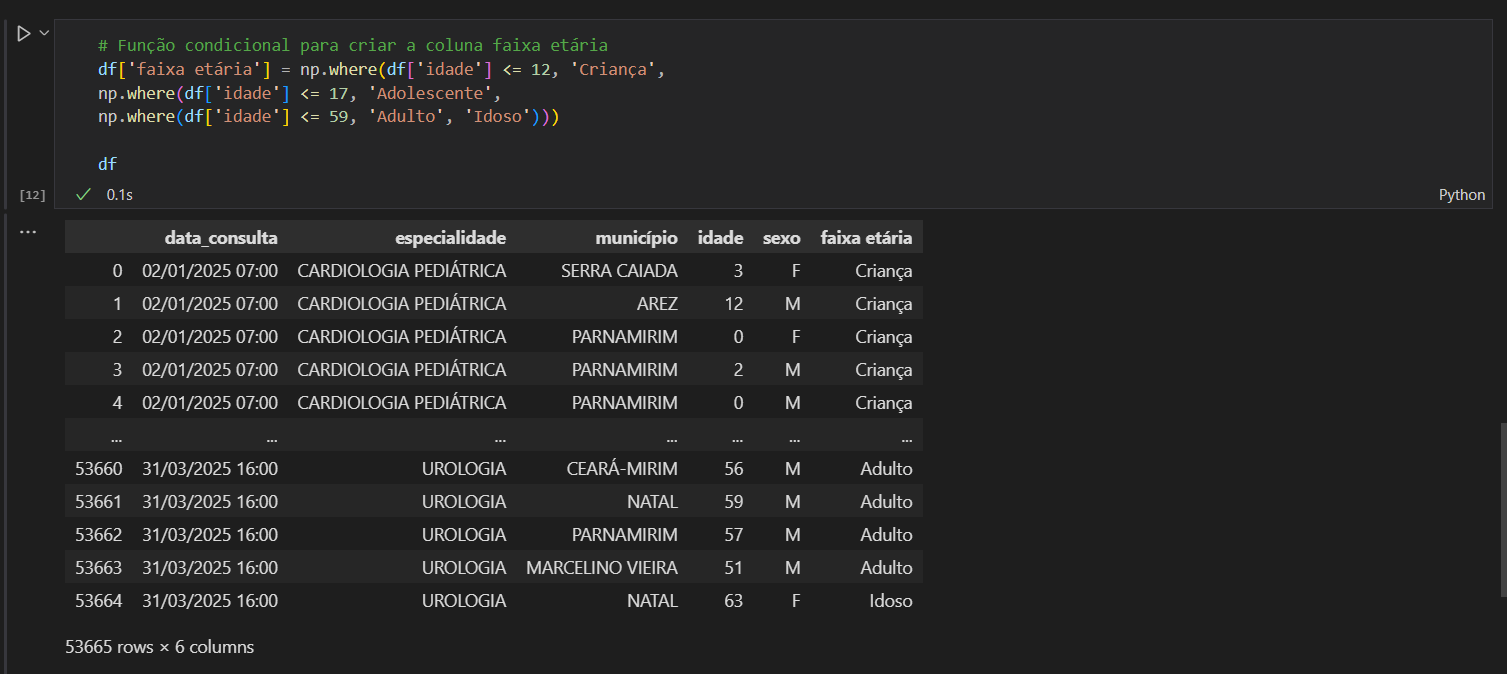 # Função condicional para criar a coluna faixa etária
df['faixa etária'] = np.where(df['idade'] <= 12, 'Criança',
np.where(df['idade'] <= 17, 'Adolescente',
np.where(df['idade'] <= 59, 'Adulto', 'Idoso')))
df
[12] 0.1s Python
...
data_consulta especialidade município idade sexo faixa etária
0 02/01/2025 07:00 CARDIOLOGIA PEDIÁTRICA SERRA CAIADA 3 F Criança
1 02/01/2025 07:00 CARDIOLOGIA PEDIÁTRICA AREZ 12 M Criança
2 02/01/2025 07:00 CARDIOLOGIA PEDIÁTRICA PARNAMIRIM 0 F Criança
3 02/01/2025 07:00 CARDIOLOGIA PEDIÁTRICA PARNAMIRIM 2 M Criança
4 02/01/2025 07:00 CARDIOLOGIA PEDIÁTRICA PARNAMIRIM 0 M Criança
... ... ... ... ... ... ...
53660 31/03/2025 16:00 UROLOGIA CEARÁ-MIRIM 56 M Adulto
53661 31/03/2025 16:00 UROLOGIA NATAL 59 M Adulto
53662 31/03/2025 16:00 UROLOGIA PARNAMIRIM 57 M Adulto
53663 31/03/2025 16:00 UROLOGIA MARCELINO VIEIRA 51 M Adulto
53664 31/03/2025 16:00 UROLOGIA NATAL 63 F Idoso
53665 rows × 6 columns